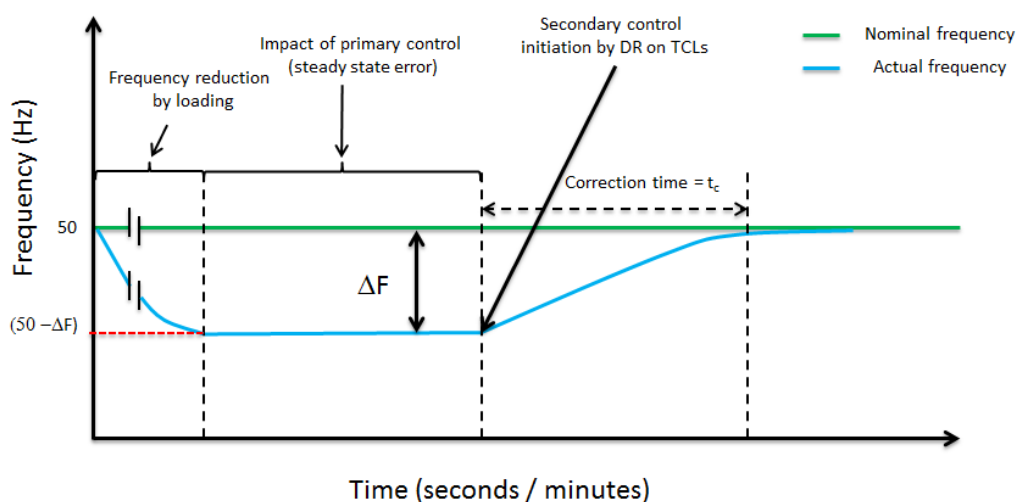 Secondary control
initiation by DR on TCLs
Nominal frequency
Actual frequency
Impact of primary control
(steady state error)
Frequency reduction
by loading
Correction time = tc
Frequency (Hz)
50
ΔF
(50 –ΔF)
Time (seconds / minutes)